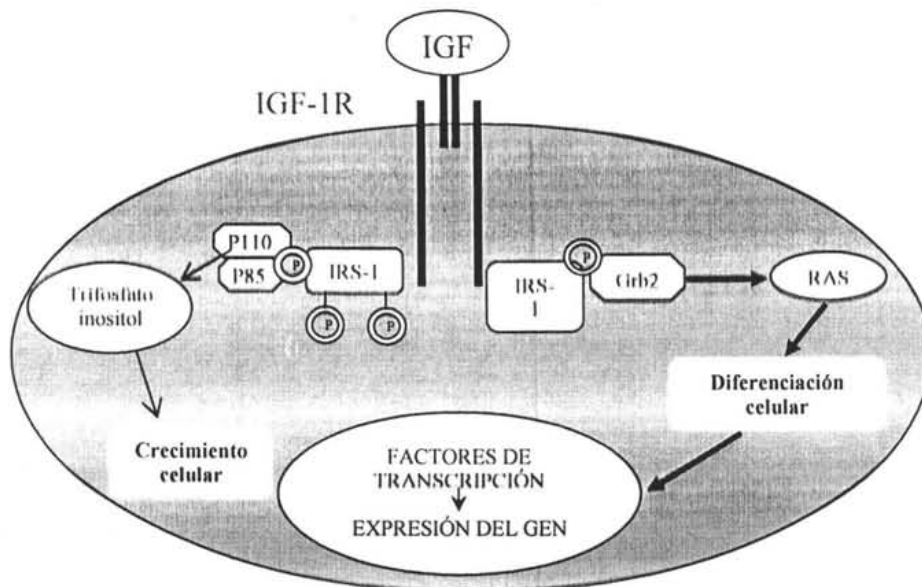 IGF
IGF-1R
P110
P85
P
IRS-1
P
P
Trifosfato
inositol
Crecimiento
celular
P
IRS-
1
Grb2
RAS
Diferenciación
celular
FACTORES DE
TRANSCRIPCIÓN
EXPRESIÓN DEL GEN